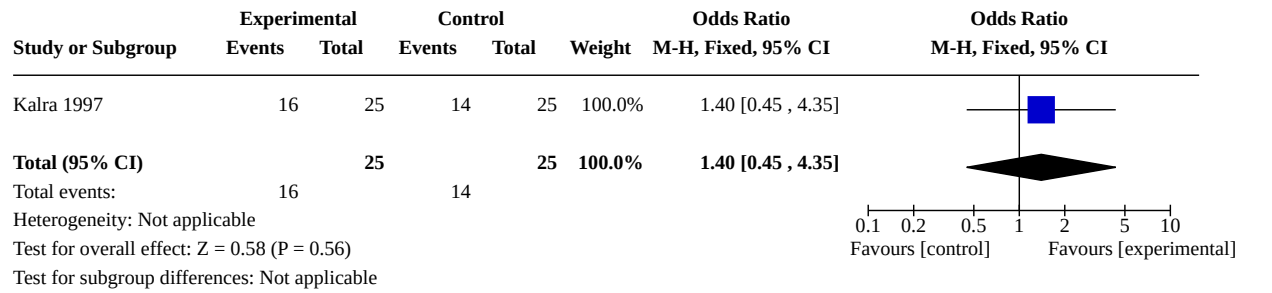 Experimental Control Odds Ratio Odds Ratio
Study or Subgroup Events Total Events Total Weight M-H, Fixed, 95% CI M-H, Fixed, 95% CI
Kalra 1997 16 25 14 25 100.0% 1.40 [0.45 , 4.35]
Total (95% CI) 25 25 100.0% 1.40 [0.45 , 4.35]
Total events: 16 14
Heterogeneity: Not applicable
0.1 0.2 0.5 1 2 5 10
Test for overall effect: Z = 0.58 (P = 0.56) Favours [control] Favours [experimental]
Test for subgroup differences: Not applicable